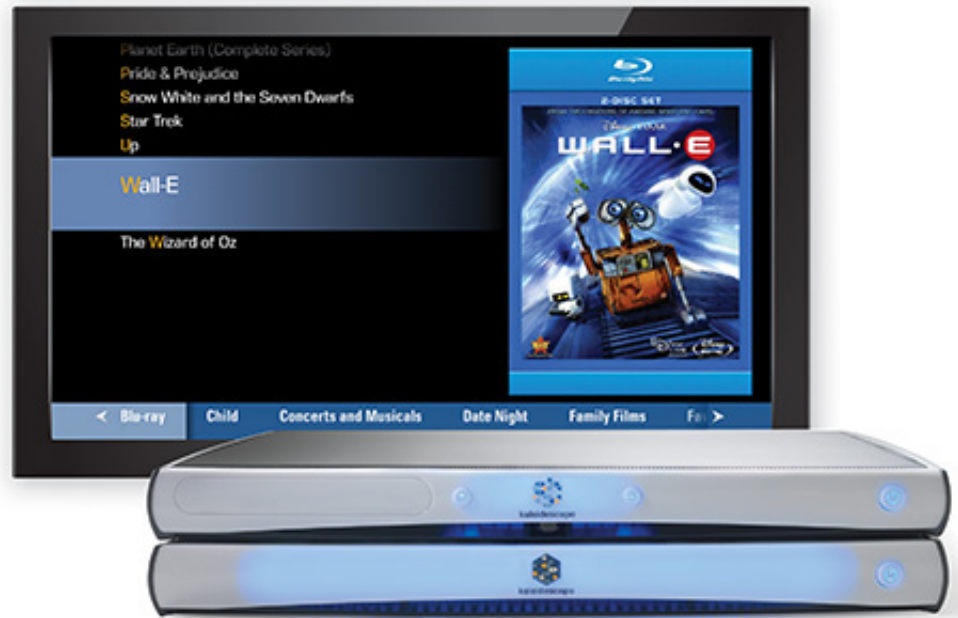 Planet Earth (Complete Series)
Pride & Prejudice
Snow White and the Seven Dwarfs
Star Trek
Up
Wall-E
The Wizard of Oz
Blu-ray
2-DISC SET
DISNEY PIXAR
WALL•E
Blu-ray Child Concerts and Musicals Date Night Family Films
kaleidescape
kaleidescape